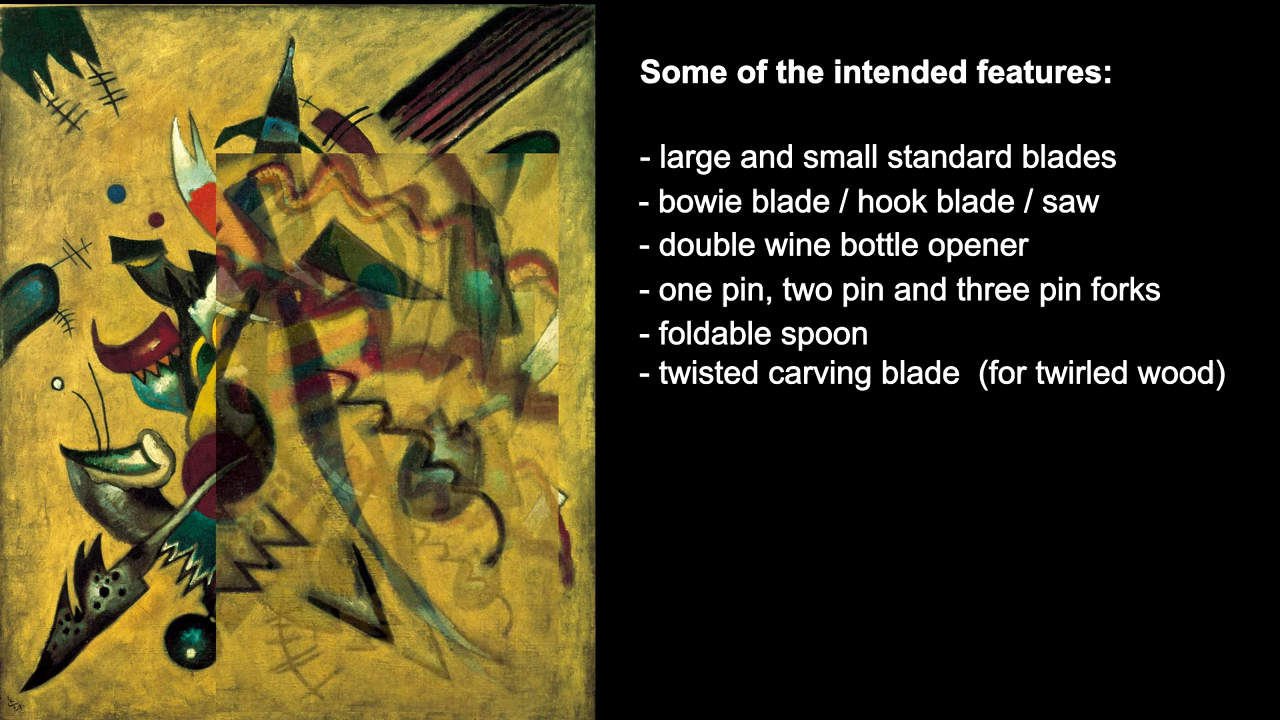 Some of the intended features:
- large and small standard blades
- bowie blade / hook blade / saw
- double wine bottle opener
- one pin, two pin and three pin forks
- foldable spoon
- twisted carving blade  (for twirled wood)